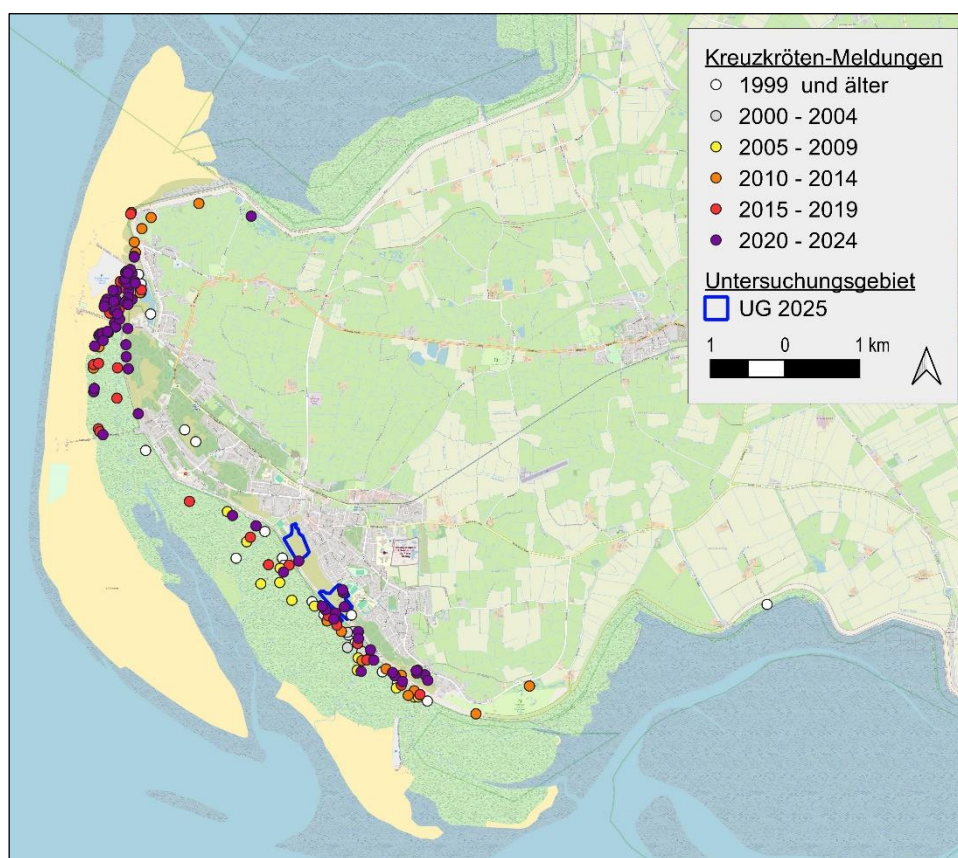 Kreuzkröten-Meldungen
1999 und älter
2000 - 2004
2005 - 2009
2010 - 2014
2015 - 2019
2020 - 2024
Untersuchungsgebiet
UG 2025
1 0 1 km